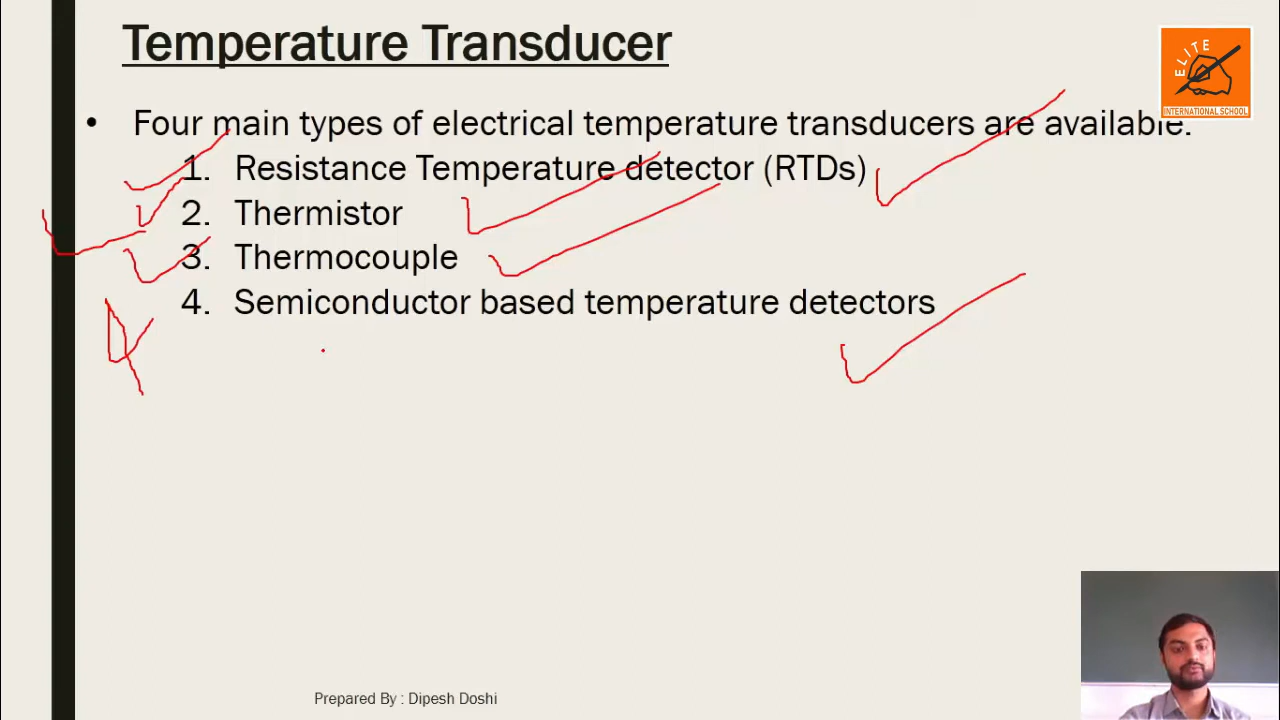 Temperature Transducer
ELITE
INTERNATIONAL SCHOOL
• Four main types of electrical temperature transducers are available.
1. Resistance Temperature detector (RTDs)
2. Thermistor
3. Thermocouple
4. Semiconductor based temperature detectors
Prepared By : Dipesh Doshi